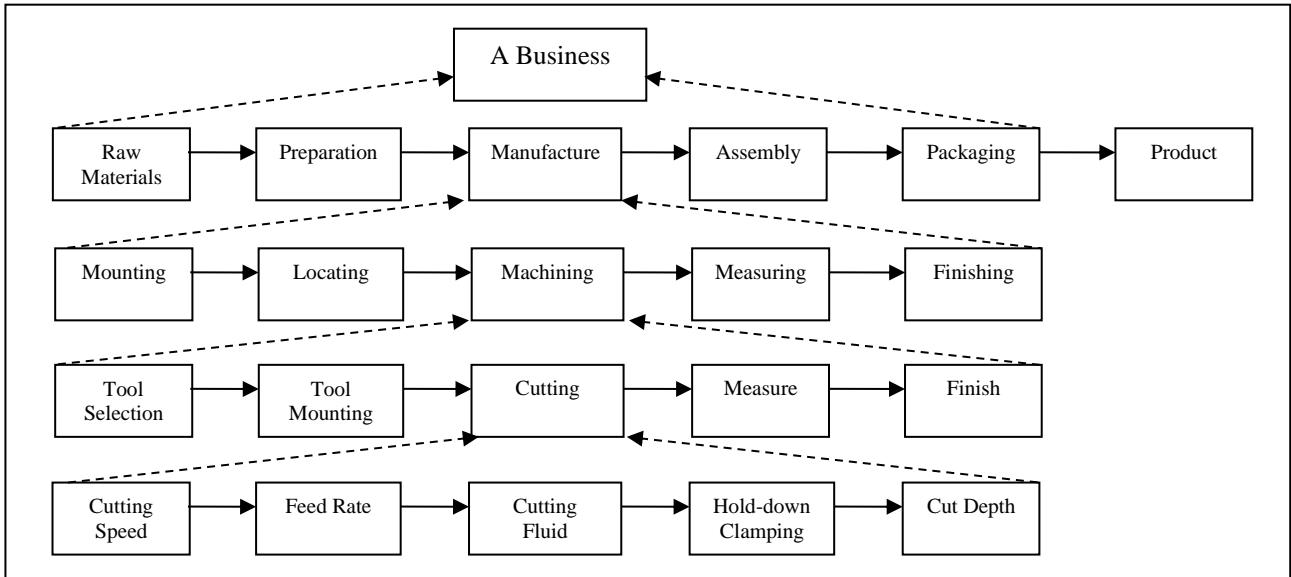 A Business
Raw
Materials
Preparation
Manufacture
Assembly
Packaging
Product
Mounting
Locating
Machining
Measuring
Finishing
Tool
Selection
Tool
Mounting
Cutting
Measure
Finish
Cutting
Speed
Feed Rate
Cutting
Fluid
Hold-down
Clamping
Cut Depth